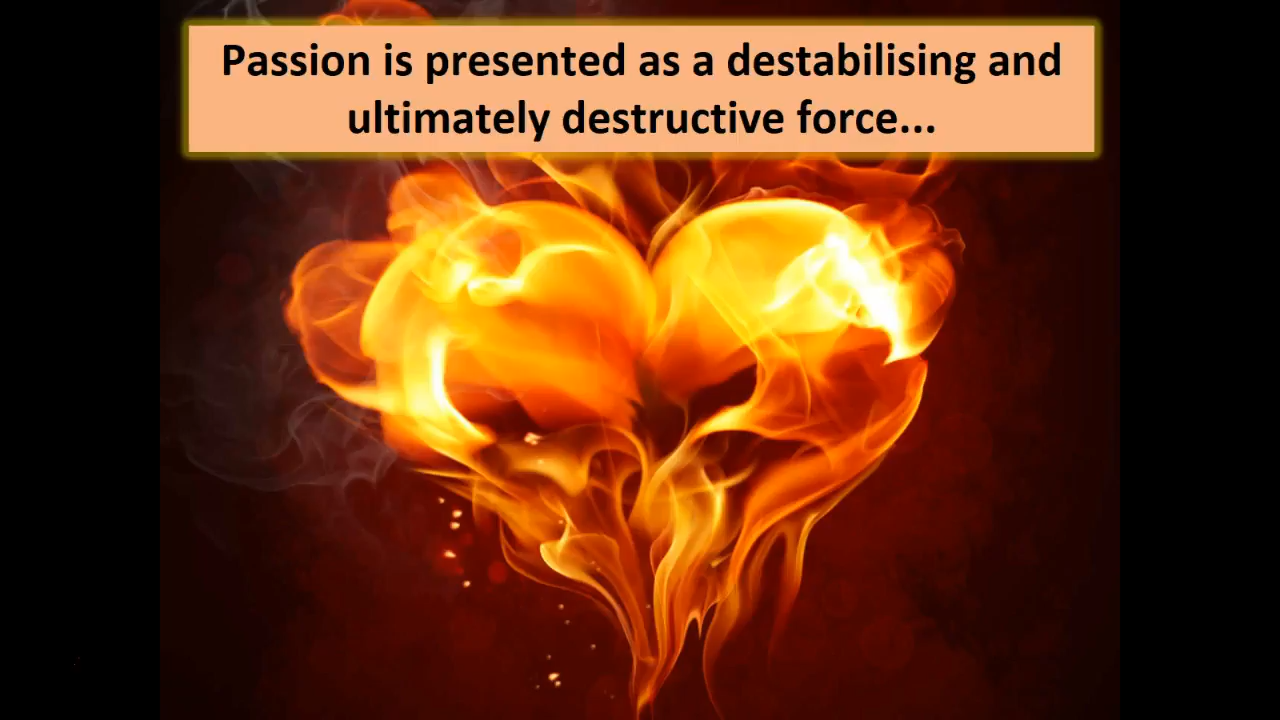 Passion is presented as a destabilising and
ultimately destructive force...